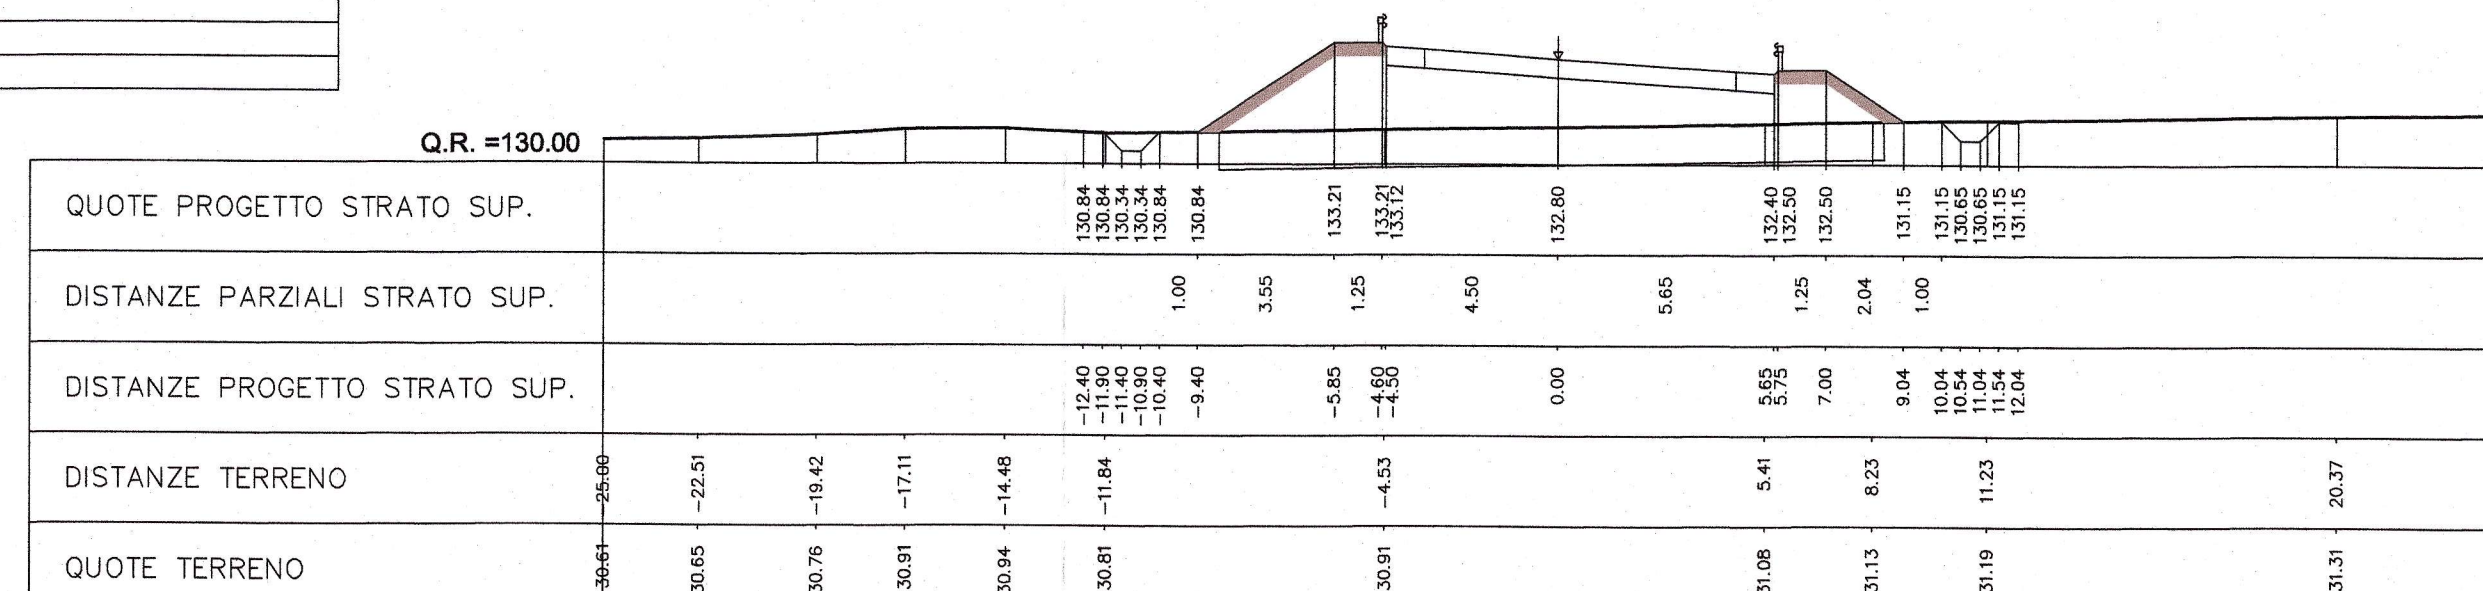 Q.R. =130.00
QUOTE PROGETTO STRATO SUP.
130.84 130.84 130.34 130.34 130.84 130.84 133.21 133.21 133.12 132.80 132.40 132.50 132.50 131.15 131.15 130.65 130.65 131.15 131.15
DISTANZE PARZIALI STRATO SUP.
1.00 3.55 1.25 4.50 5.65 1.25 2.04 1.00
DISTANZE PROGETTO STRATO SUP.
-12.40 -11.90 -11.40 -10.90 -10.40 -9.40 -5.85 -4.60 -4.50 0.00 5.65 5.75 7.00 9.04 10.04 10.54 11.04 11.54 12.04
DISTANZE TERRENO
-25.00 -22.51 -19.42 -17.11 -14.48 -11.84 -4.53 5.41 8.23 11.23 20.37
QUOTE TERRENO
30.61 30.65 30.76 30.91 30.94 30.81 30.91 31.08 31.13 31.19 31.31